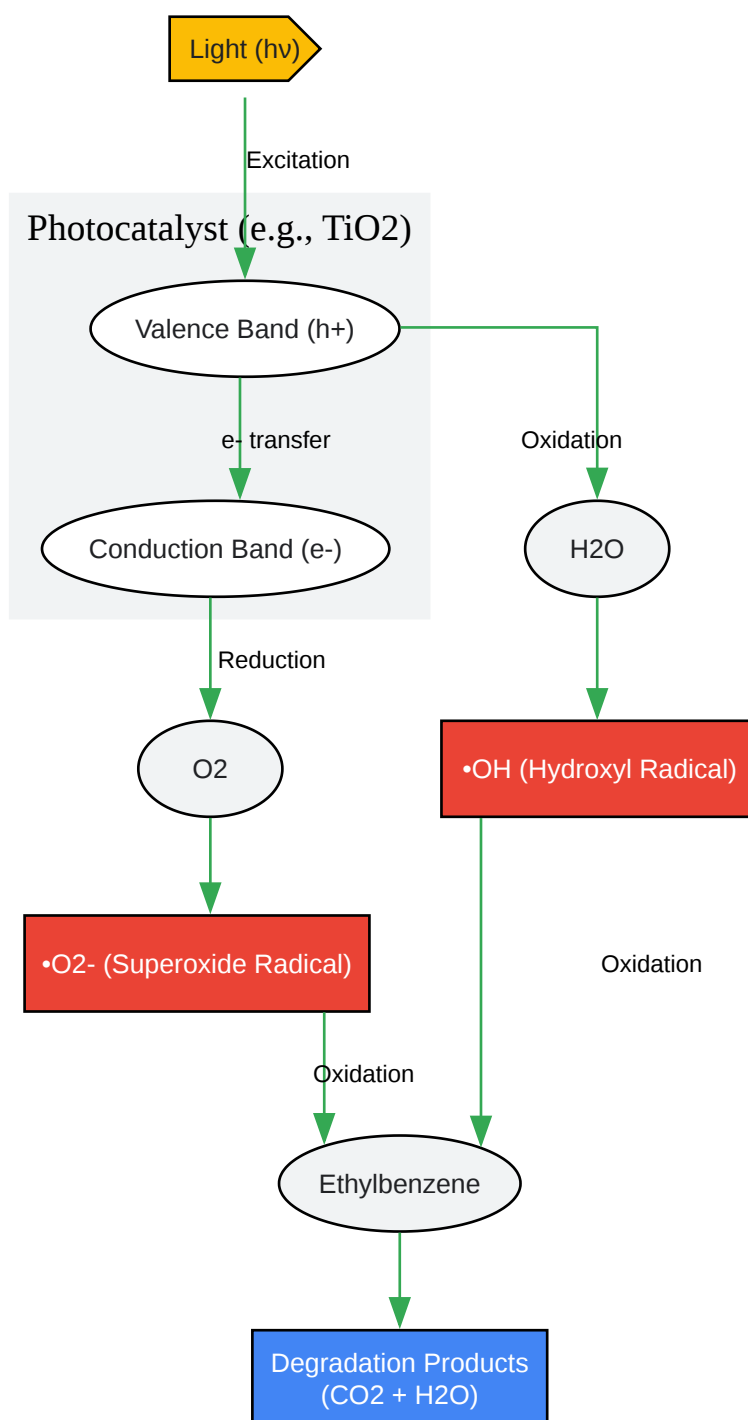 Light (hν)
Excitation
Photocatalyst (e.g., TiO2)
Valence Band (h+)
e- transfer
Oxidation
Conduction Band (e-)
H2O
Reduction
O2
•OH (Hydroxyl Radical)
•O2- (Superoxide Radical)
Oxidation
Oxidation
Ethylbenzene
Degradation Products
(CO2 + H2O)